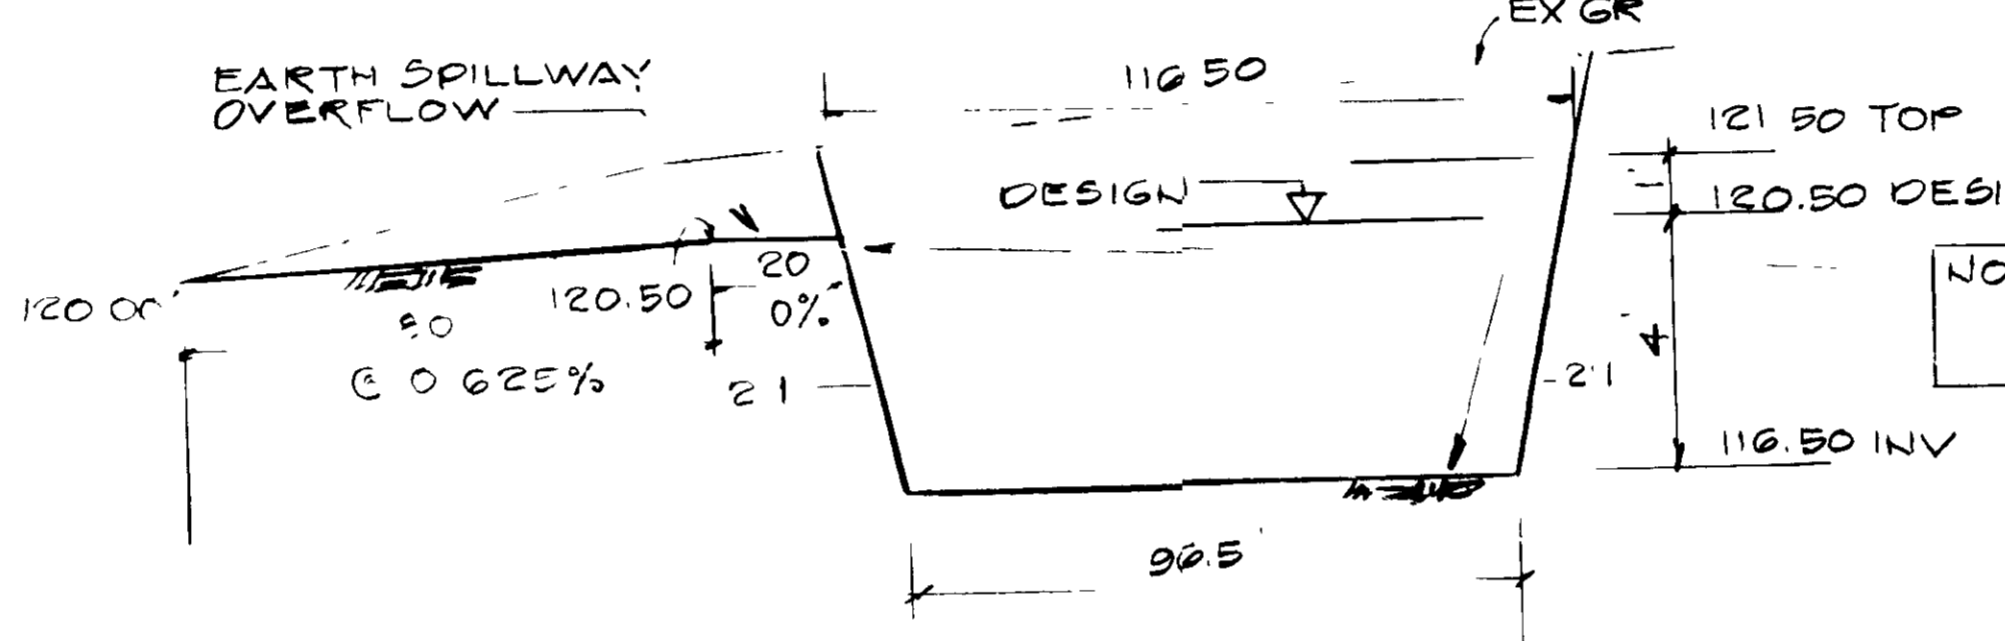 EX GR
EARTH SPILLWAY
OVERFLOW
116 50
121 50 TOP
DESIGN
120.50 DESI
20
120.50
0%
120 00
@ 0 625%
2 1
2:1
4
116.50 INV
NO
96.5'